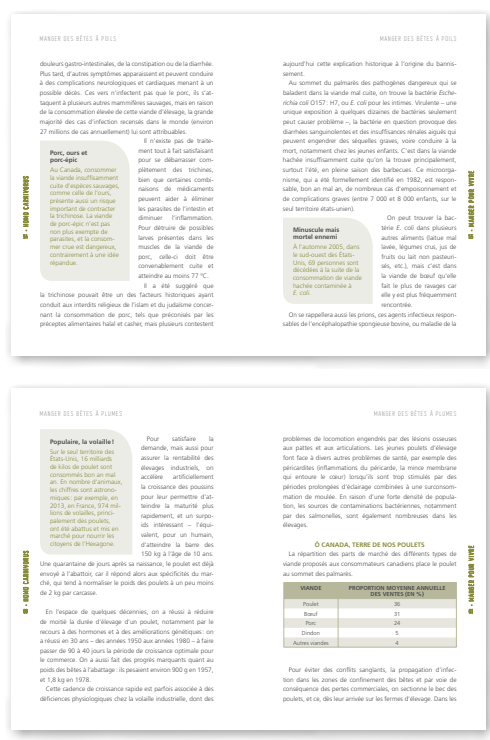 MANGER DES BÊTES À POILS
douleurs gastro-intestinales, de la constipation ou de la diarrhée.
Plus tard, d'autres symptômes apparaissent et peuvent conduire
à des complications neurologiques et cardiaques menant à un
possible décès. Ces vers n'infectent pas que le porc, ils s'at-
taquent à plusieurs autres mammifères sauvages, mais en raison
de la consommation élevée de cette viande d'élevage, la grande
majorité des cas d'infection recensés dans le monde (environ
27 millions de cas annuellement) lui sont attribuables.
Porc, ours et
porc-épic
Au Canada, consommer
la viande insuffisamment
cuite d'espèces sauvages,
comme celle de l'ours,
présente aussi un risque
important de contracter
la trichinose. La viande
de porc-épic n'est pas
non plus exempte de
parasites, et la consom-
mer crue est dangereux,
contrairement à une idée
répandue.
Il n'existe pas de traite-
ment tout à fait satisfaisant
pour se débarrasser com-
plètement des trichines,
bien que certaines combi-
naisons de médicaments
peuvent aider à éliminer
les parasites de l'intestin et
diminuer l'inflammation.
Pour détruire de possibles
larves présentes dans les
muscles de la viande de
porc, celle-ci doit être
convenablement cuite et
atteindre au moins 77 °C.
Il a été suggéré que
la trichinose pouvait être un des facteurs historiques ayant
conduit aux interdits religieux de l'islam et du judaïsme concer-
nant la consommation de porc, tels que préconisés par les
préceptes alimentaires halal et casher, mais plusieurs contestent
HOMO CARNIVORUS
MANGER DES BÊTES À POILS
aujourd'hui cette explication historique à l'origine du bannis-
sement.
Au sommet du palmarès des pathogènes dangereux qui se
baladent dans la viande mal cuite, on trouve la bactérie Esche-
richia coli O157 : H7, ou E. coli pour les intimes. Virulente – une
unique exposition à quelques dizaines de bactéries seulement
peut causer problème –, la bactérie en question provoque des
diarrhées sanguinolentes et des insuffisances rénales aiguës qui
peuvent engendrer des séquelles graves, voire conduire à la
mort, notamment chez les jeunes enfants. C'est dans la viande
hachée insuffisamment cuite qu'on la trouve principalement,
surtout l'été, en pleine saison des barbecues. Ce microorga-
nisme, qui a été formellement identifié en 1982, est respon-
sable, bon an mal an, de nombreux cas d'empoisonnement et
de complications graves (entre 7 000 et 8 000 enfants, sur le
seul territoire états-unien).
Minuscule mais
mortel ennemi
À l'automne 2005, dans
le sud-ouest des États-
Unis, 69 personnes sont
décédées à la suite de la
consommation de viande
hachée contaminée à
E. coli.
On peut trouver la bac-
térie E. coli dans plusieurs
autres aliments (laitue mal
lavée, légumes crus, jus de
fruits ou lait non pasteuri-
sés, etc.), mais c'est dans
la viande de bœuf qu'elle
fait le plus de ravages car
elle y est plus fréquemment
rencontrée.
On se rappellera aussi les prions, ces agents infectieux respon-
sables de l'encéphalopathie spongieuse bovine, ou maladie de la
MANGER POUR VIVRE
MANGER DES BÊTES À PLUMES
Populaire, la volaille !
Sur le seul territoire des
États-Unis, 16 milliards
de kilos de poulet sont
consommés bon an mal
an. En nombre d'animaux,
les chiffres sont astrono-
miques : par exemple, en
2013, en France, 974 mil-
lions de volailles, princi-
palement des poulets,
ont été abattus et mis en
marché pour nourrir les
citoyens de l'Hexagone.
Pour satisfaire la
demande, mais aussi pour
assurer la rentabilité des
élevages industriels, on
accélère artificiellement
la croissance des poussins
pour leur permettre d'at-
teindre la maturité plus
rapidement, et un surpo-
ids intéressant – l'équi-
valent, pour un humain,
d'atteindre la barre des
150 kg à l'âge de 10 ans.
Une quarantaine de jours après sa naissance, le poulet est déjà
envoyé à l'abattoir, car il répond alors aux spécificités du mar-
ché, qui tend à normaliser le poids des poulets à un peu moins
de 2 kg par carcasse.
En l'espace de quelques décennies, on a réussi à réduire
de moitié la durée d'élevage d'un poulet, notamment par le
recours à des hormones et à des améliorations génétiques : on
a réussi en 30 ans – des années 1950 aux années 1980 – à faire
passer de 90 à 40 jours la période de croissance optimale pour
le commerce. On a aussi fait des progrès marquants quant au
poids des bêtes à l'abattage : ils pesaient environ 900 g en 1957,
et 1,8 kg en 1978.
Cette cadence de croissance rapide est parfois associée à des
déficiences physiologiques chez la volaille industrielle, dont des
HOMO CARNIVORUS
MANGER DES BÊTES À PLUMES
problèmes de locomotion engendrés par des lésions osseuses
aux pattes et aux articulations. Les jeunes poulets d'élevage
font face à divers autres problèmes de santé, par exemple des
péricardites (inflammations du péricarde, la mince membrane
qui entoure le cœur) lorsqu'ils sont trop stimulés par des
périodes prolongées d'éclairage combinées à une surconsom-
mation de moulée. En raison d'une forte densité de popula-
tion, les sources de contaminations bactériennes, notamment
par des salmonelles, sont également nombreuses dans les
élevages.
Ô CANADA, TERRE DE NOS POULETS
La répartition des parts de marché des différents types de
viande proposés aux consommateurs canadiens place le poulet
au sommet des palmarès.
VIANDE PROPORTION MOYENNE ANNUELLE
DES VENTES (EN %)
Poulet 36
Bœuf 31
Porc 24
Dindon 5
Autres viandes 4
Pour éviter des conflits sanglants, la propagation d'infec-
tion dans les zones de confinement des bêtes et par voie de
conséquence des pertes commerciales, on sectionne le bec des
poulets, et ce, dès leur arrivée sur les fermes d'élevage. Dans les
MANGER POUR VIVRE